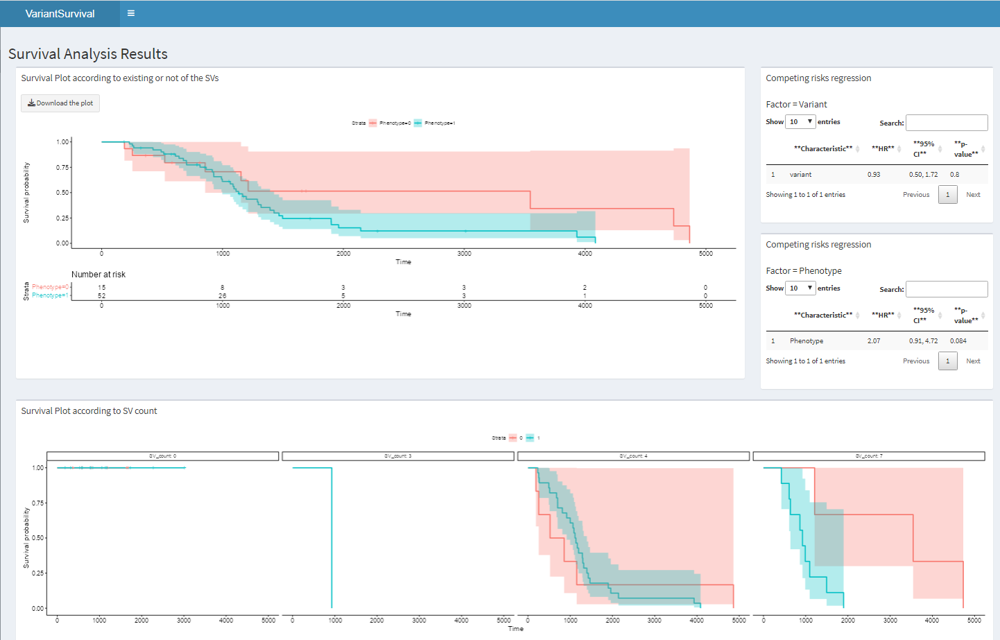 VariantSurvival
Survival Analysis Results
Survival Plot according to existing or not of the SVs
Download the plot
Strata Phenotype=0 Phenotype=1
Survival probability
1.00
0.75
0.50
0.25
0.00
0 1000 2000 3000 4000 5000
Time
Number at risk
Strata
Phenotype=0 15 8 3 3 2 0
Phenotype=1 52 26 5 3 1 0
0 1000 2000 3000 4000 5000
Time
Competing risks regression
Factor = Variant
Show 10 entries Search:
**Characteristic** **HR** **95% CI** **p-value**
1 variant 0.93 0.50, 1.72 0.8
Showing 1 to 1 of 1 entries Previous 1 Next
Competing risks regression
Factor = Phenotype
Show 10 entries Search:
**Characteristic** **HR** **95% CI** **p-value**
1 Phenotype 2.07 0.91, 4.72 0.084
Showing 1 to 1 of 1 entries Previous 1 Next
Survival Plot according to SV count
Strata 0 1
SV_count: 0 SV_count: 3 SV_count: 4 SV_count: 7
Survival probability
1.00
0.75
0.50
0.25
0.00
0 1000 2000 3000 4000 5000 0 1000 2000 3000 4000 5000 0 1000 2000 3000 4000 5000 0 1000 2000 3000 4000 5000
Time